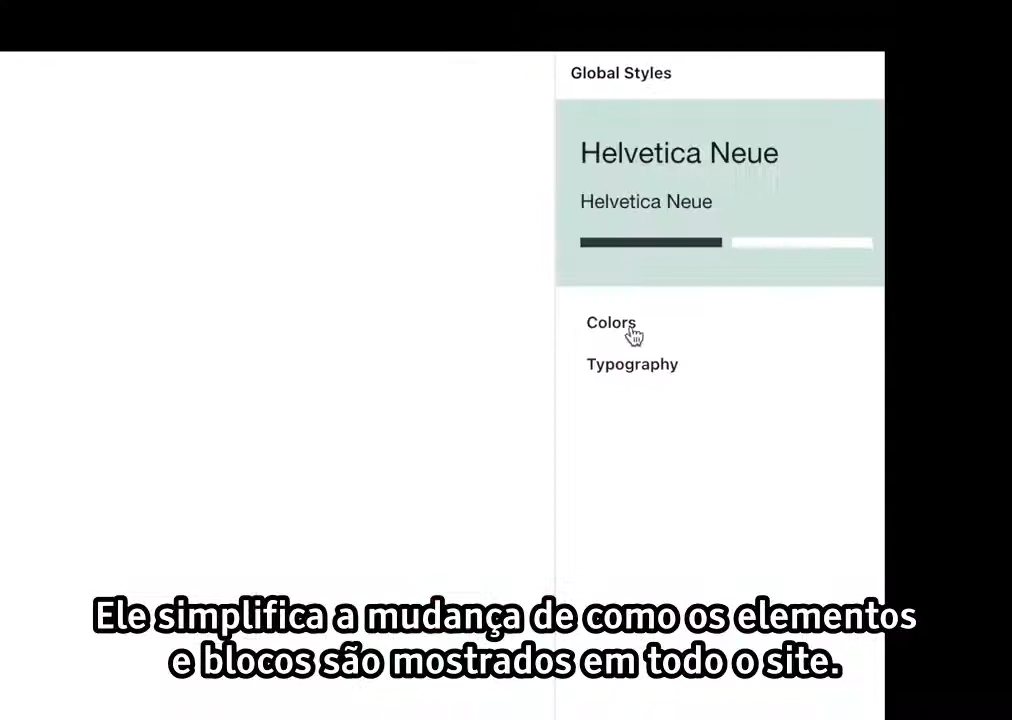 Global Styles
Helvetica Neue
Helvetica Neue
Colors
Typography
Ele simplifica a mudança de como os elementos
e blocos são mostrados em todo o site.